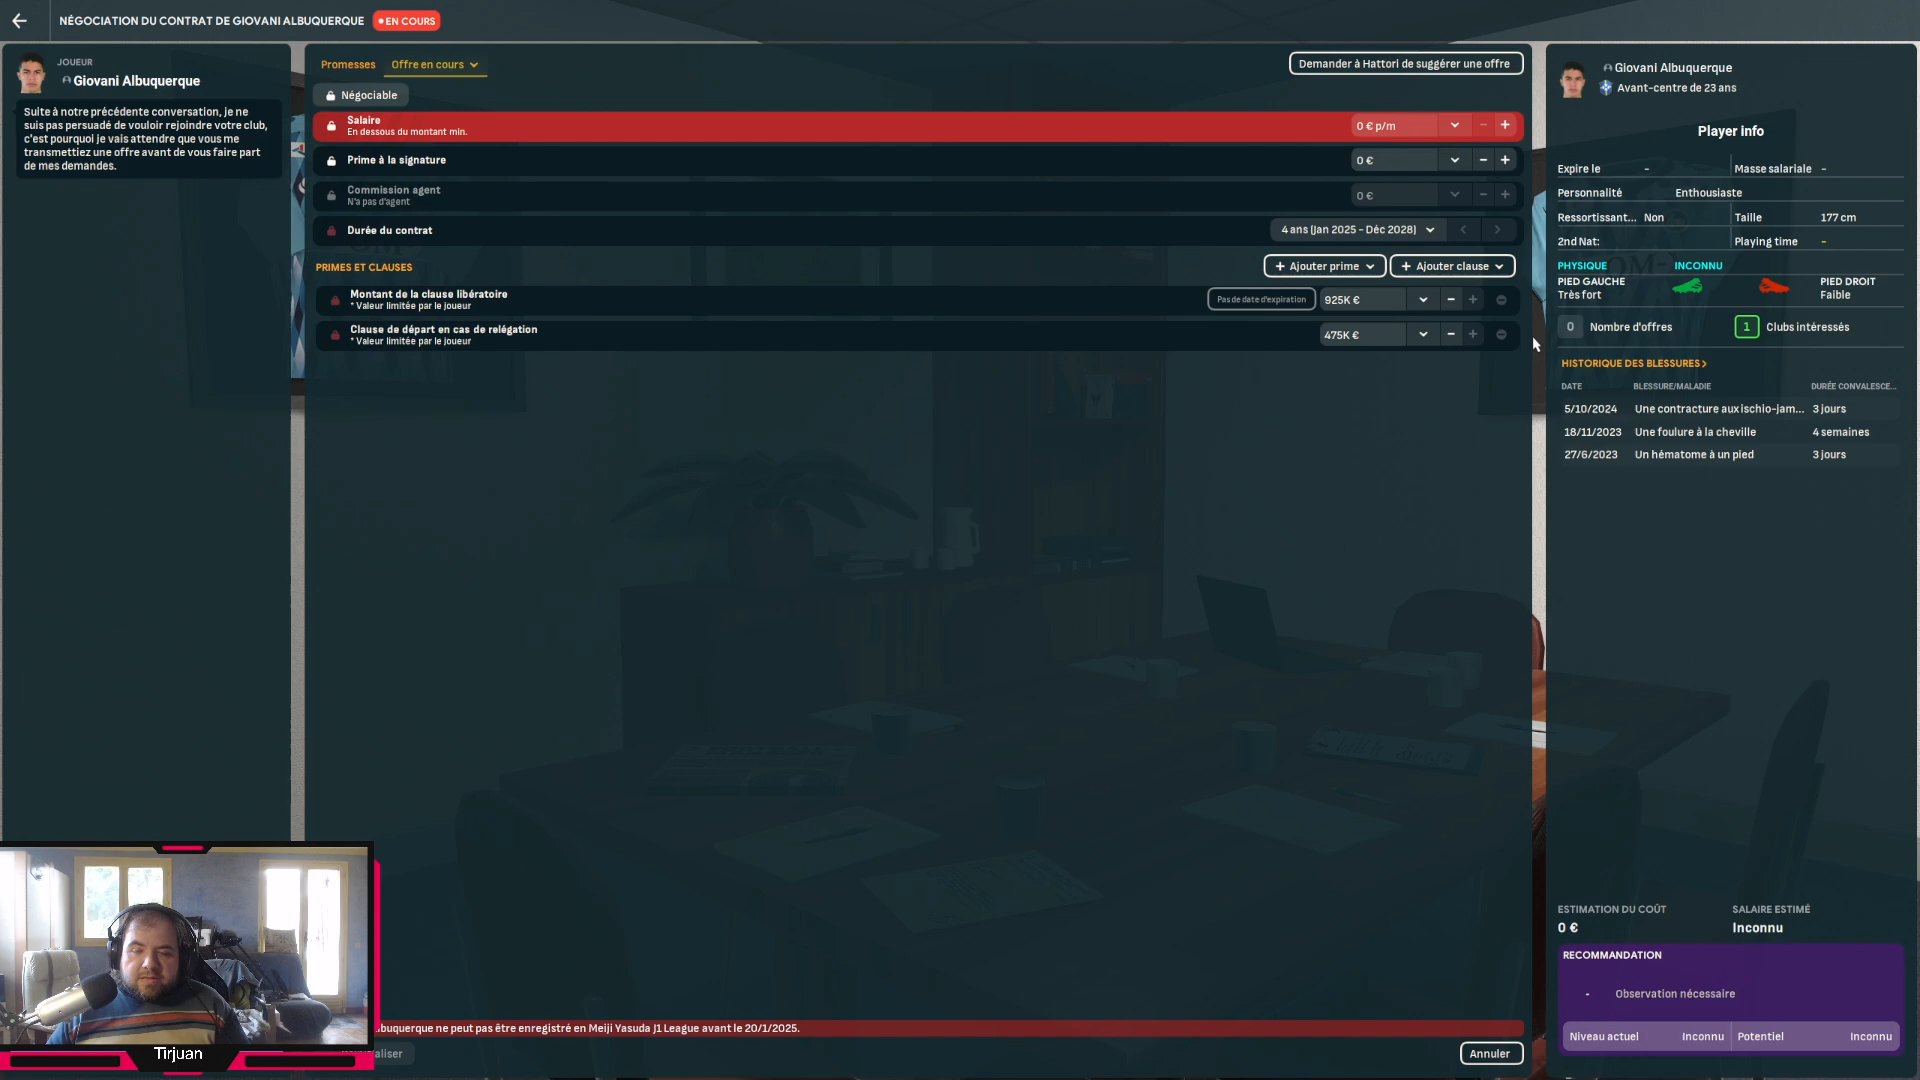 NÉGOCIATION DU CONTRAT DE GIOVANI ALBUQUERQUE
EN COURS
JOUEUR
Giovani Albuquerque
Suite à notre précédente conversation, je ne
suis pas persuadé de vouloir rejoindre votre club,
c'est pourquoi je vais attendre que vous me
transmettiez une offre avant de vous faire part
de mes demandes.
Promesses
Offre en cours
Demander à Hattori de suggérer une offre
Négociable
Salaire
En dessous du montant min.
0 € p/m
Prime à la signature
0 €
Commission agent
N'a pas d'agent
0 €
Durée du contrat
4 ans (Jan 2025 - Déc 2028)
PRIMES ET CLAUSES
Ajouter prime
Ajouter clause
Montant de la clause libératoire
* Valeur limitée par le joueur
Pas de date d'expiration
925K €
Clause de départ en cas de relégation
* Valeur limitée par le joueur
475K €
Giovani Albuquerque
Avant-centre de 23 ans
Player info
Expire le -
Masse salariale -
Personnalité Enthousiaste
Ressortissant... Non
Taille 177 cm
2nd Nat:
Playing time -
PHYSIQUE INCONNU
PIED GAUCHE
Très fort
PIED DROIT
Faible
0 Nombre d'offres
1 Clubs intéressés
HISTORIQUE DES BLESSURES
DATE BLESSURE/MALADIE DURÉE CONVALESCE...
5/10/2024 Une contracture aux ischio-jam... 3 jours
18/11/2023 Une foulure à la cheville 4 semaines
27/6/2023 Un hématome à un pied 3 jours
ESTIMATION DU COÛT
0 €
SALAIRE ESTIMÉ
Inconnu
RECOMMANDATION
- Observation nécessaire
Niveau actuel Inconnu
Potentiel Inconnu
buquerque ne peut pas être enregistré en Meiji Yasuda J1 League avant le 20/1/2025.
aliser
Annuler
Tirjuan